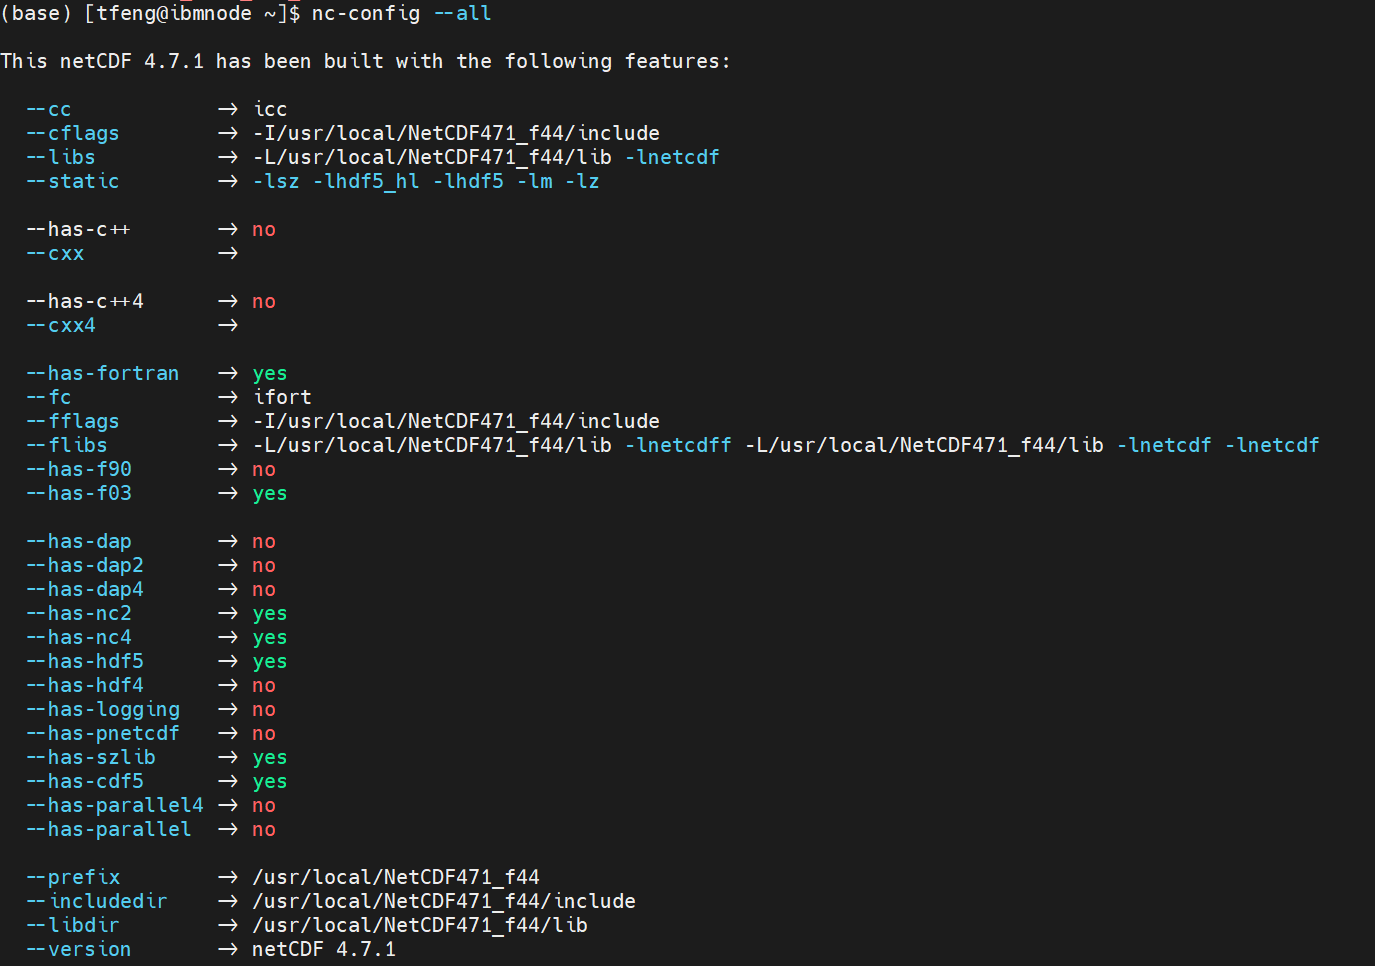 (base) [tfeng@ibmnode ~]$ nc-config --all
This netCDF 4.7.1 has been built with the following features:
--cc -> icc
--cflags -> -I/usr/local/NetCDF471_f44/include
--libs -> -L/usr/local/NetCDF471_f44/lib -lnetcdf
--static -> -lsz -lhdf5_hl -lhdf5 -lm -lz
--has-c++ -> no
--cxx ->
--has-c++4 -> no
--cxx4 ->
--has-fortran -> yes
--fc -> ifort
--fflags -> -I/usr/local/NetCDF471_f44/include
--flibs -> -L/usr/local/NetCDF471_f44/lib -lnetcdff -L/usr/local/NetCDF471_f44/lib -lnetcdf -lnetcdf
--has-f90 -> no
--has-f03 -> yes
--has-dap -> no
--has-dap2 -> no
--has-dap4 -> no
--has-nc2 -> yes
--has-nc4 -> yes
--has-hdf5 -> yes
--has-hdf4 -> no
--has-logging -> no
--has-pnetcdf -> no
--has-szlib -> yes
--has-cdf5 -> yes
--has-parallel4 -> no
--has-parallel -> no
--prefix -> /usr/local/NetCDF471_f44
--includedir -> /usr/local/NetCDF471_f44/include
--libdir -> /usr/local/NetCDF471_f44/lib
--version -> netCDF 4.7.1